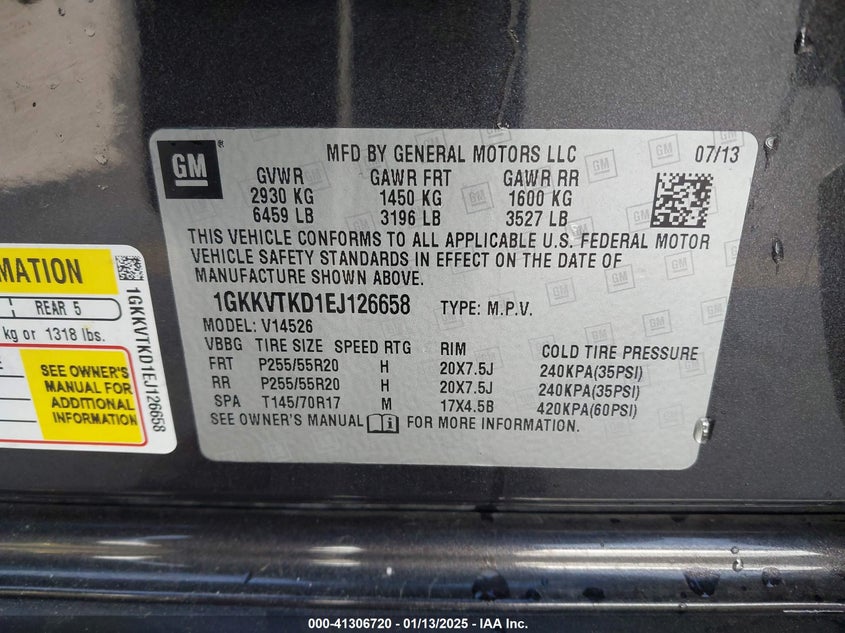 GM
MFD BY GENERAL MOTORS LLC 07/13
GVWR GAWR FRT GAWR RR
2930 KG 1450 KG 1600 KG
6459 LB 3196 LB 3527 LB
THIS VEHICLE CONFORMS TO ALL APPLICABLE U.S. FEDERAL MOTOR
VEHICLE SAFETY STANDARDS IN EFFECT ON THE DATE OF
MANUFACTURE SHOWN ABOVE.
1GKKVTKD1EJ126658 TYPE: M.P.V.
MODEL: V14526
VBBG TIRE SIZE SPEED RTG RIM COLD TIRE PRESSURE
FRT P255/55R20 H 20X7.5J 240KPA(35PSI)
RR P255/55R20 H 20X7.5J 240KPA(35PSI)
SPA T145/70R17 M 17X4.5B 420KPA(60PSI)
SEE OWNER'S MANUAL FOR MORE INFORMATION.
REAR 5
kg or 1318 lbs.
SEE OWNER'S
MANUAL FOR
ADDITIONAL
INFORMATION
1GKKVTKD1EJ126658
000-41306720 - 01/13/2025 - IAA Inc.